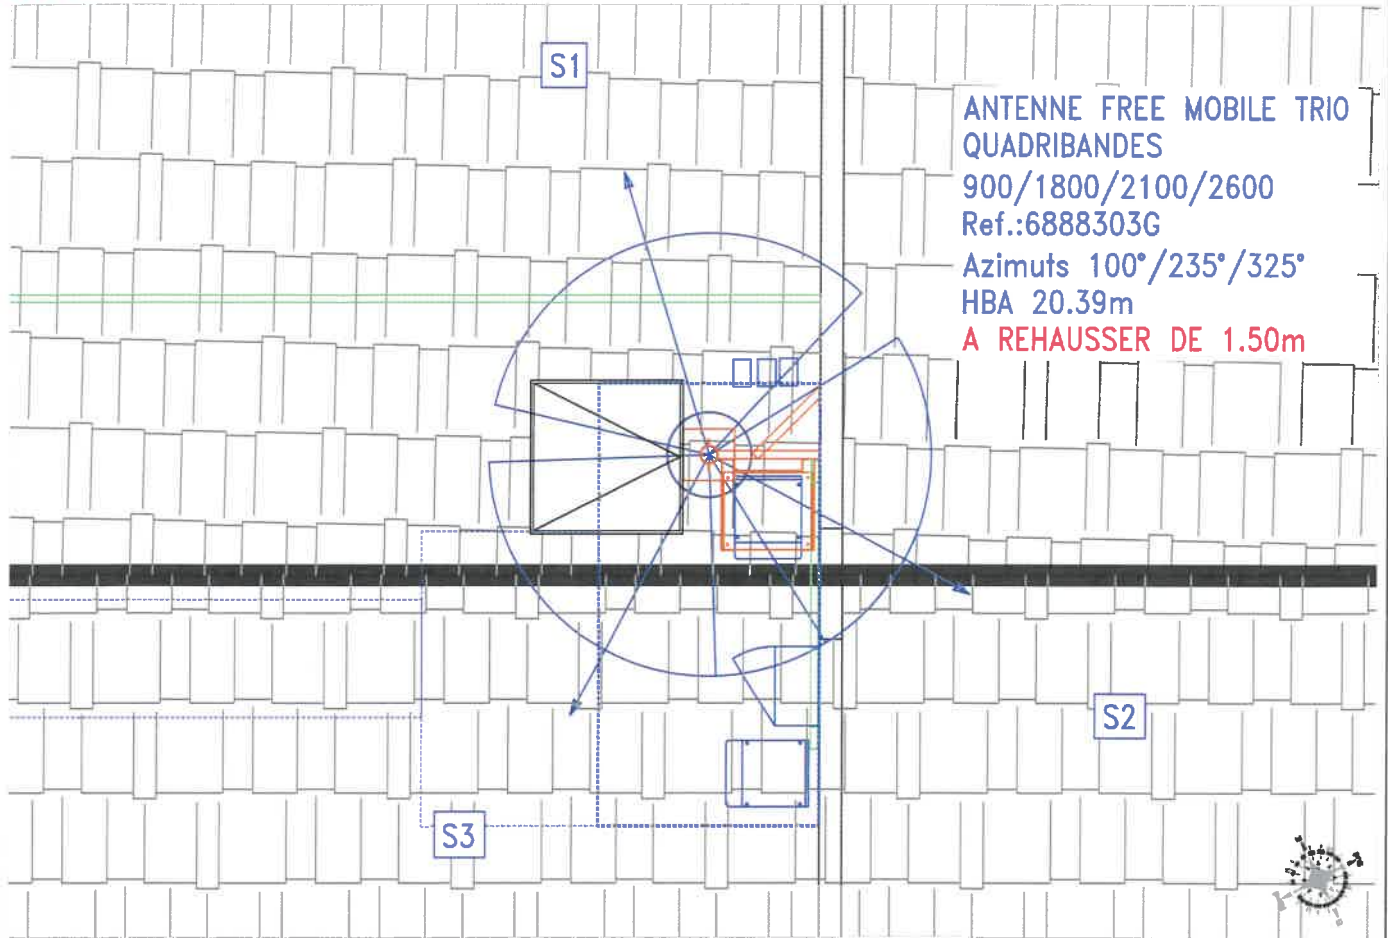 S1
ANTENNE FREE MOBILE TRIO
QUADRIBANDES
900/1800/2100/2600
Ref.:6888303G
Azimuts 100°/235°/325°
HBA 20.39m
A REHAUSSER DE 1.50m
S2
S3